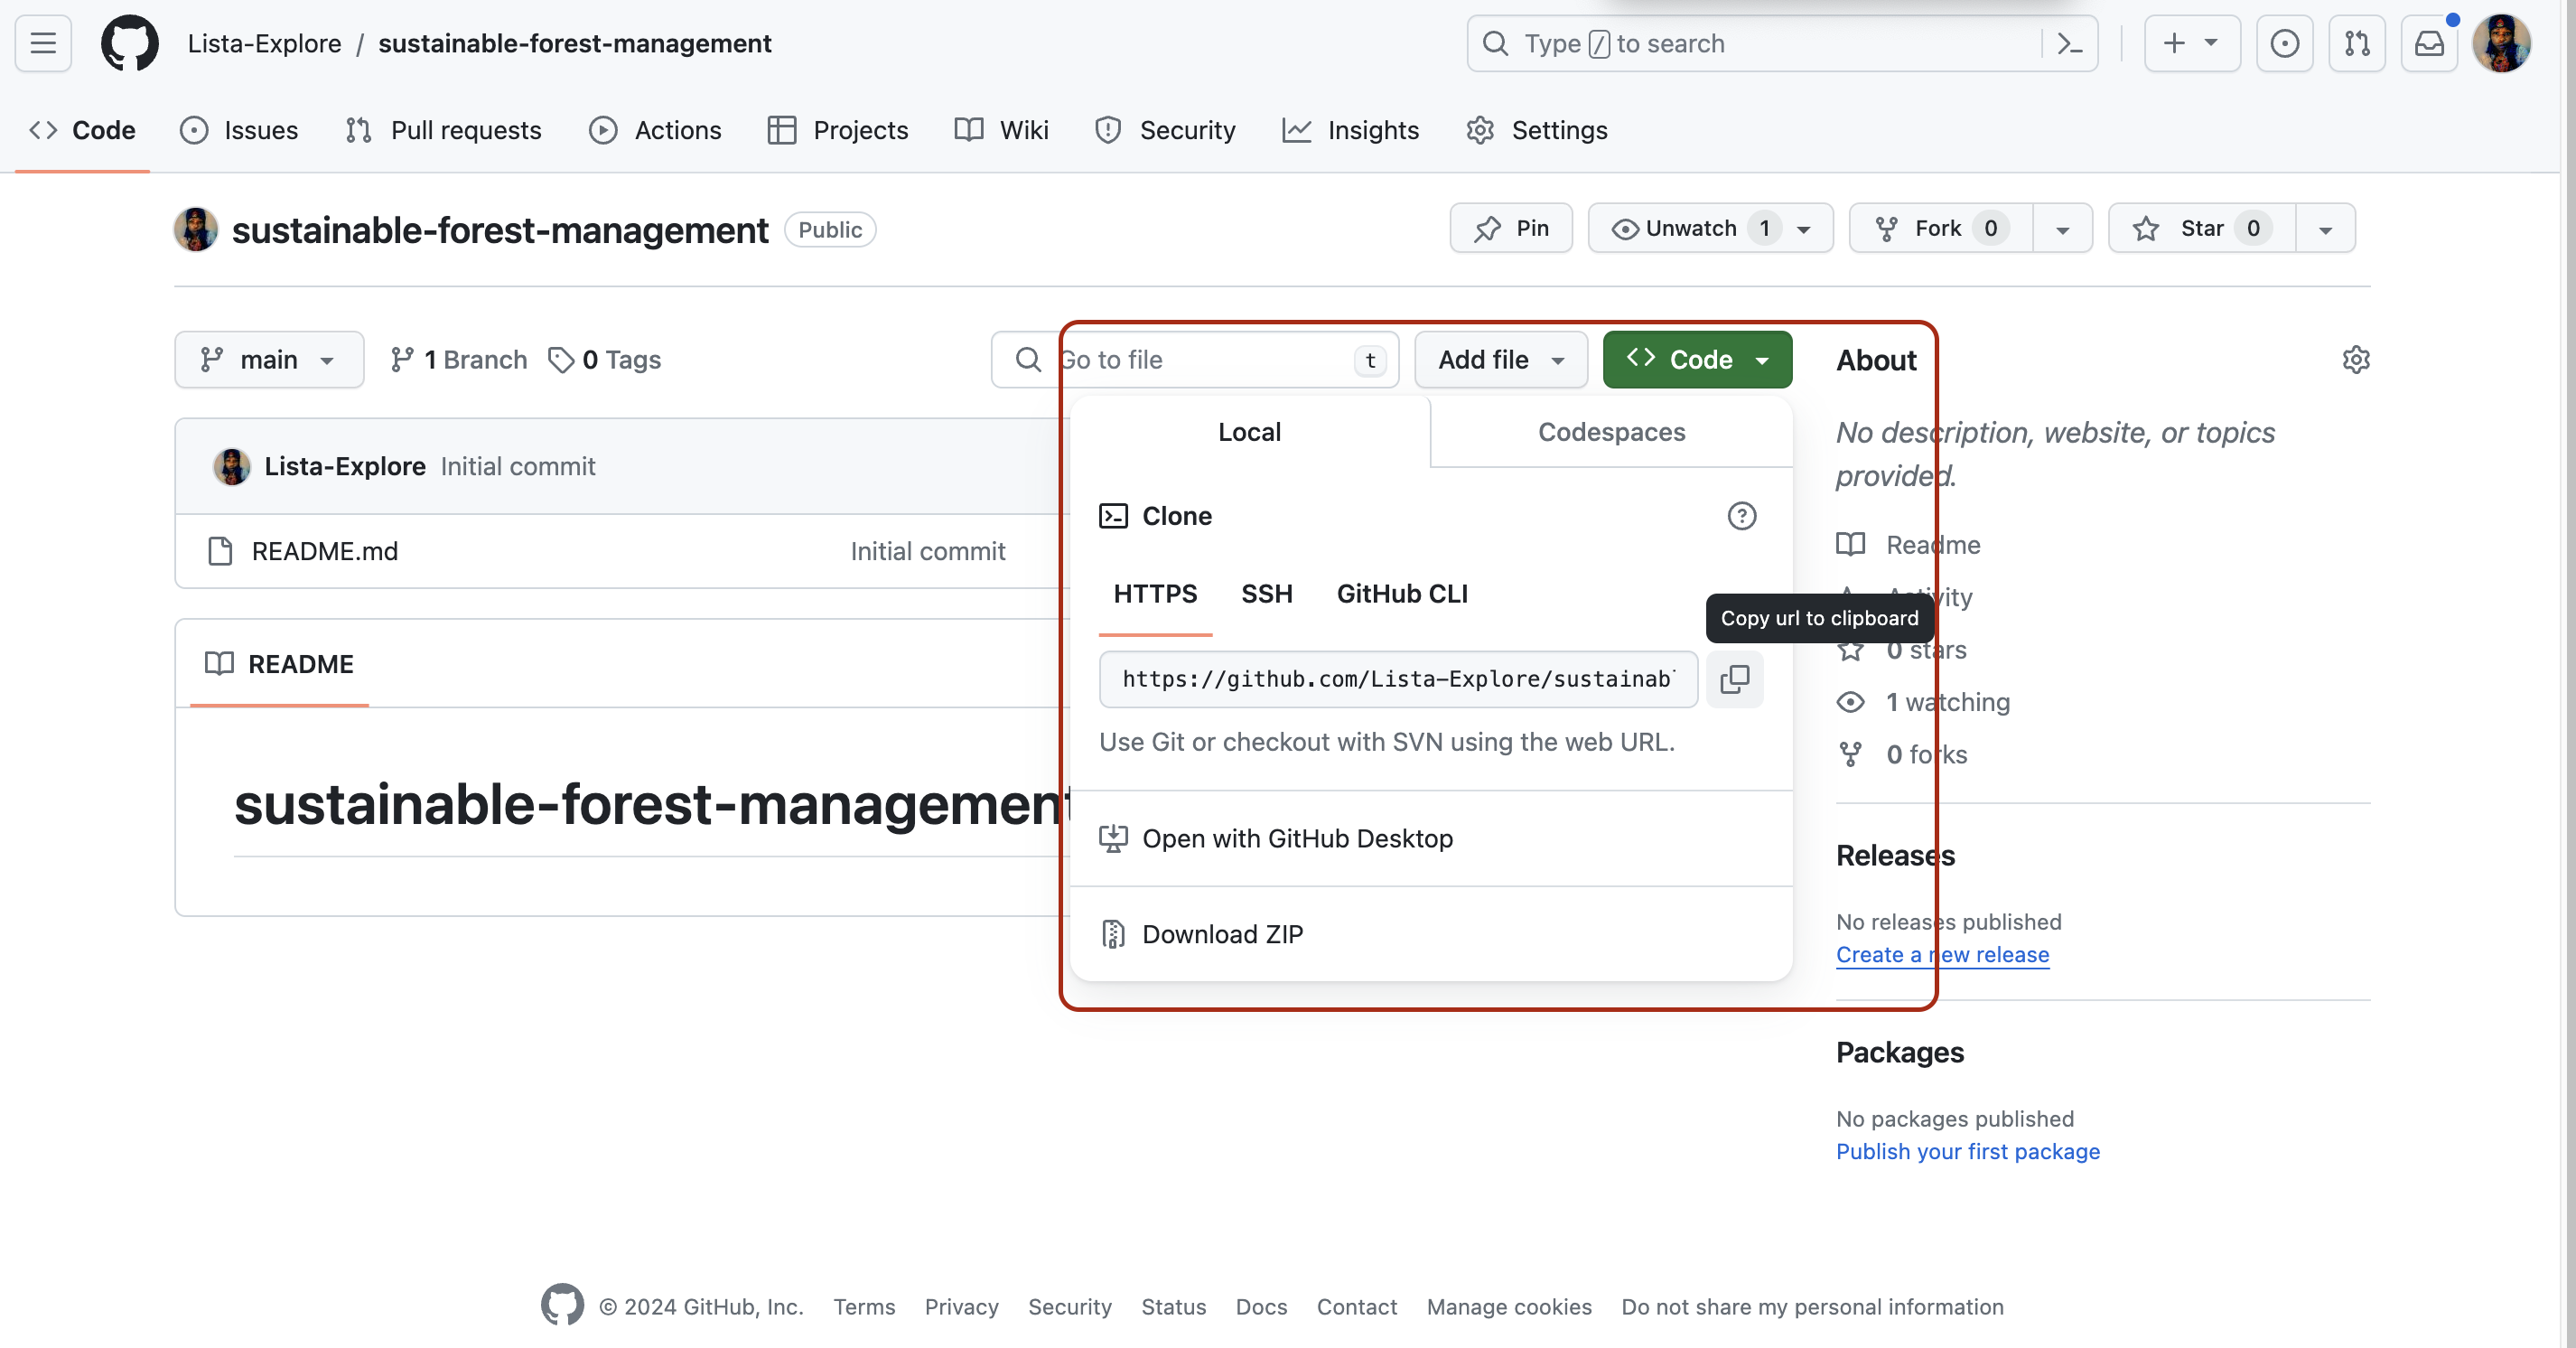 Lista-Explore / sustainable-forest-management
Type / to search
Code Issues Pull requests Actions Projects Wiki Security Insights Settings
sustainable-forest-management Public
Pin Unwatch 1 Fork 0 Star 0
main 1 Branch 0 Tags
Go to file t Add file Code
About
Local Codespaces
No description, website, or topics
provided.
Lista-Explore Initial commit
Clone
README.md Initial commit
Readme
HTTPS SSH GitHub CLI
Activity
Copy url to clipboard
0 stars
README
https://github.com/Lista-Explore/sustainab
1 watching
Use Git or checkout with SVN using the web URL.
0 forks
sustainable-forest-management
Open with GitHub Desktop
Releases
Download ZIP
No releases published
Create a new release
Packages
No packages published
Publish your first package
© 2024 GitHub, Inc. Terms Privacy Security Status Docs Contact Manage cookies Do not share my personal information